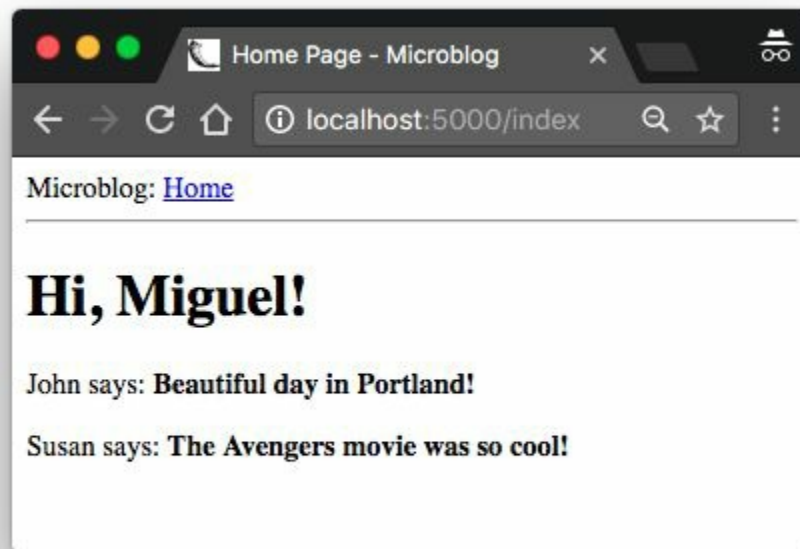 Home Page - Microblog
localhost:5000/index
Microblog: Home
Hi, Miguel!
John says: Beautiful day in Portland!
Susan says: The Avengers movie was so cool!